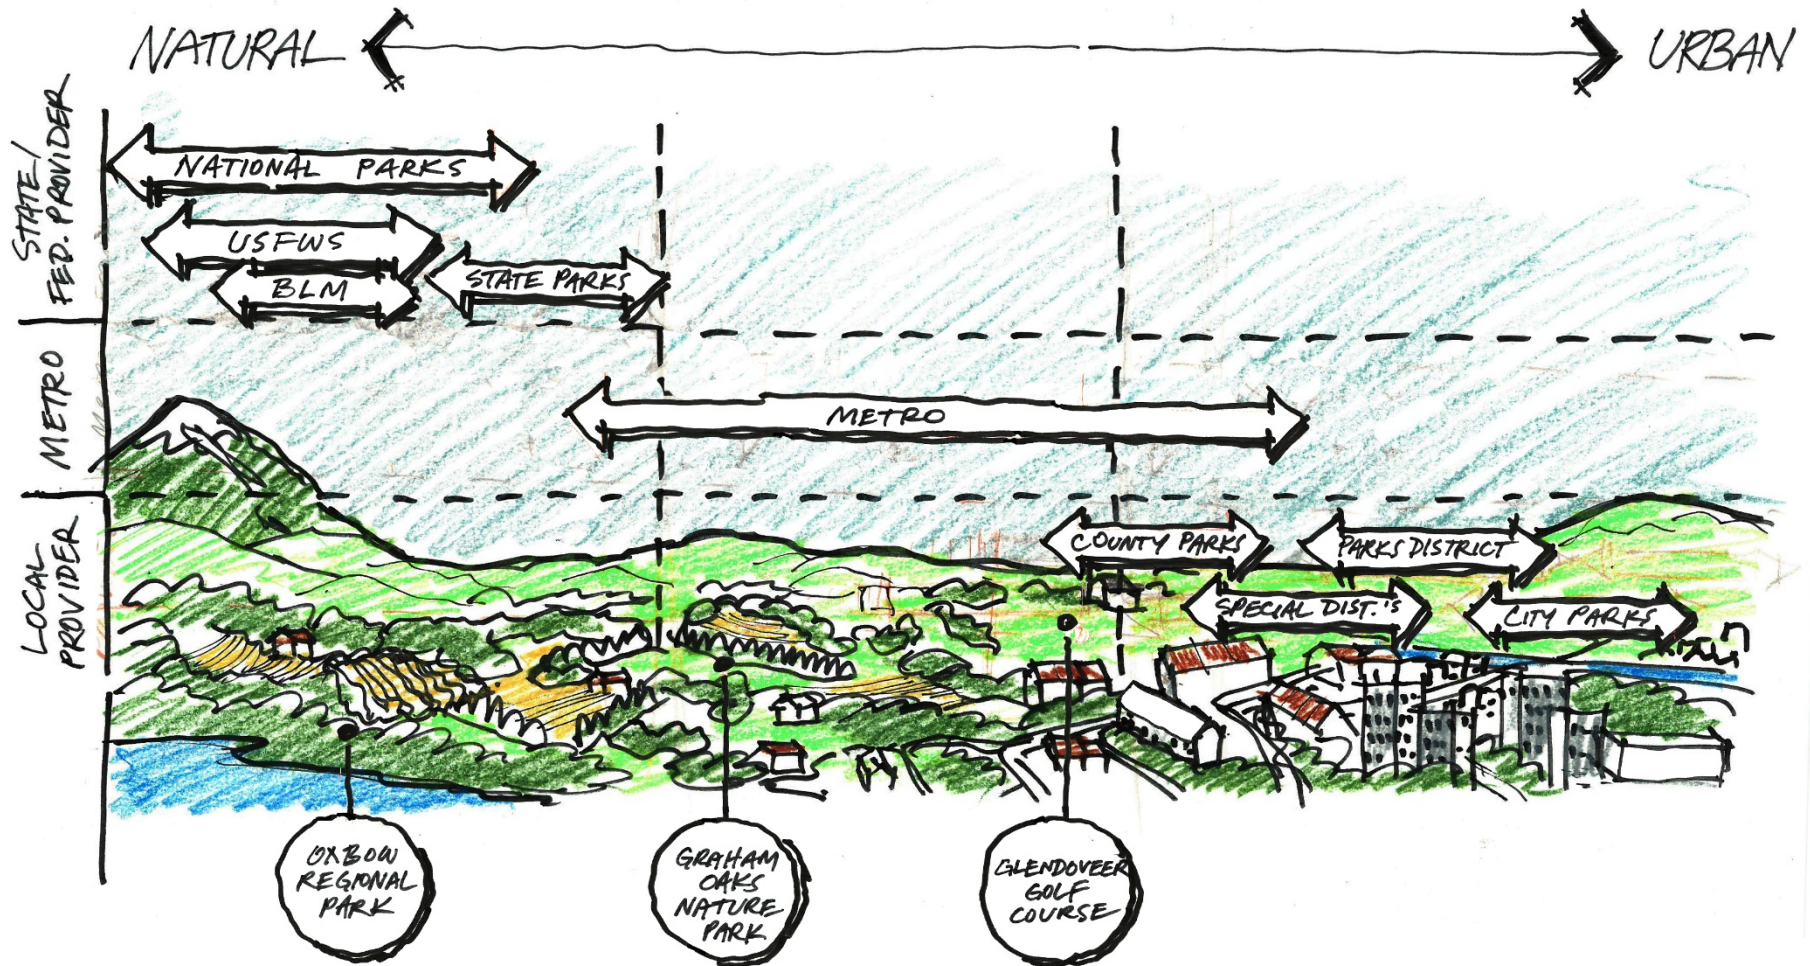 NATURAL
URBAN
STATE/
FED. PROVIDER
NATIONAL PARKS
USFWS
BLM
STATE PARKS
METRO
METRO
LOCAL
PROVIDER
COUNTY PARKS
PARKS DISTRICT
SPECIAL DIST.'S
CITY PARKS
OXBOW
REGIONAL
PARK
GRAHAM
OAKS
NATURE
PARK
GLENDOVEER
GOLF
COURSE